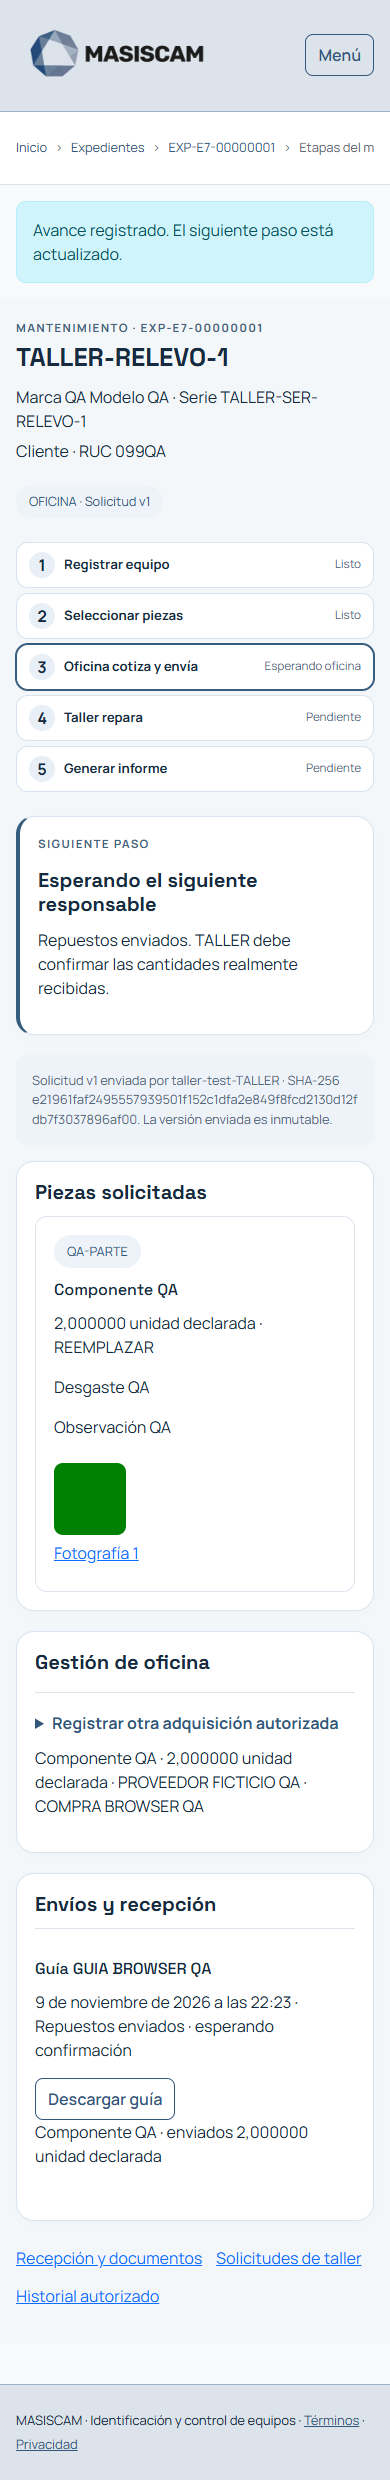 MASISCAM
Menú
Inicio › Expedientes › EXP-E7-00000001 › Etapas del m
Avance registrado. El siguiente paso está
actualizado.
MANTENIMIENTO · EXP-E7-00000001
TALLER-RELEVO-1
Marca QA Modelo QA · Serie TALLER-SER-
RELEVO-1
Cliente · RUC 099QA
OFICINA · Solicitud v1
1 Registrar equipo Listo
2 Seleccionar piezas Listo
3 Oficina cotiza y envía Esperando oficina
4 Taller repara Pendiente
5 Generar informe Pendiente
SIGUIENTE PASO
Esperando el siguiente
responsable
Repuestos enviados. TALLER debe
confirmar las cantidades realmente
recibidas.
Solicitud v1 enviada por taller-test-TALLER · SHA-256
e21961faf2495557939501f152c1dfa2e849f8fcd2130d12f
db7f3037896af00. La versión enviada es inmutable.
Piezas solicitadas
QA-PARTE
Componente QA
2,000000 unidad declarada ·
REEMPLAZAR
Desgaste QA
Observación QA
Fotografía 1
Gestión de oficina
Registrar otra adquisición autorizada
Componente QA · 2,000000 unidad
declarada · PROVEEDOR FICTICIO QA ·
COMPRA BROWSER QA
Envíos y recepción
Guía GUIA BROWSER QA
9 de noviembre de 2026 a las 22:23 ·
Repuestos enviados · esperando
confirmación
Descargar guía
Componente QA · enviados 2,000000
unidad declarada
Recepción y documentos Solicitudes de taller
Historial autorizado
MASISCAM · Identificación y control de equipos · Términos ·
Privacidad